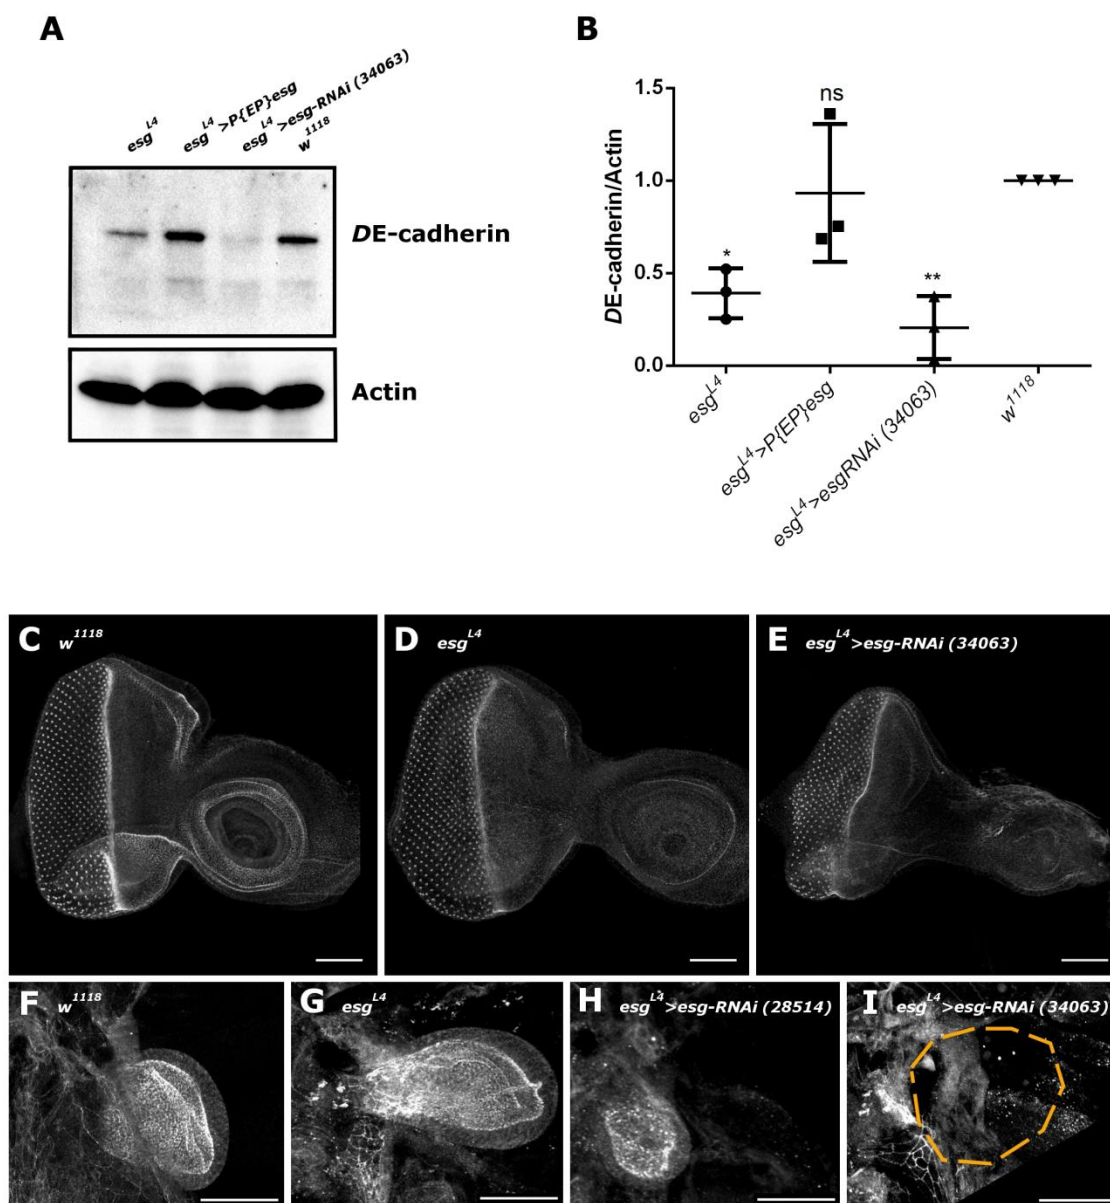 A
esg^L4
esg^L4 >P{EP}esg
esg^L4 >esg-RNAi (34063)
w^1118
DE-cadherin
Actin
B
DE-cadherin/Actin
1.5
1.0
0.5
0.0
*
ns
**
esg^L4
esg^L4>P{EP}esg
esg^L4>esgRNAi (34063)
w^1118
C w^1118
D esg^L4
E esg^L4>esg-RNAi (34063)
F w^1118
G esg^L4
H esg^L4>esg-RNAi (28514)
I esg^L4>esg-RNAi (34063)